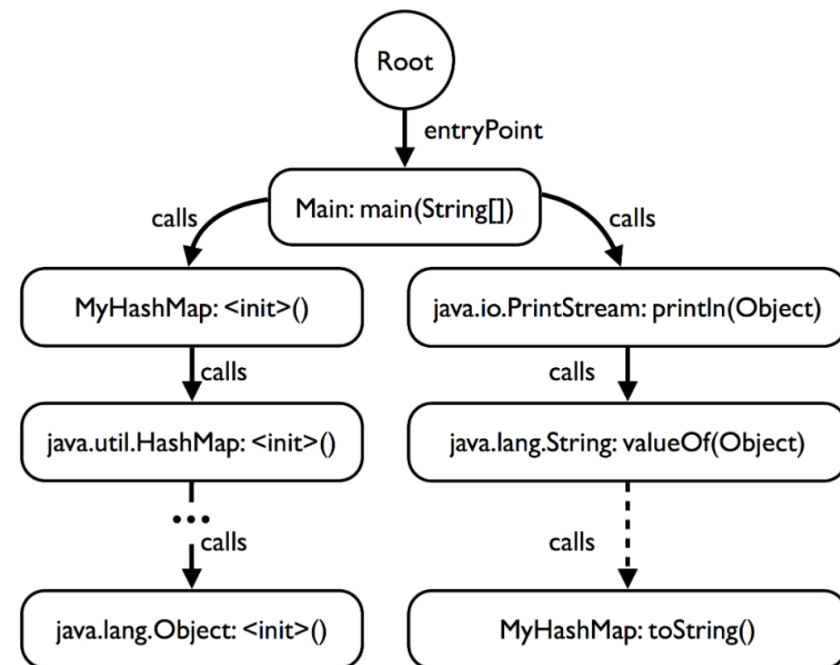 Root
entryPoint
Main: main(String[])
calls
calls
MyHashMap: <init>()
java.io.PrintStream: println(Object)
calls
calls
java.util.HashMap: <init>()
java.lang.String: valueOf(Object)
...
calls
calls
java.lang.Object: <init>()
MyHashMap: toString()